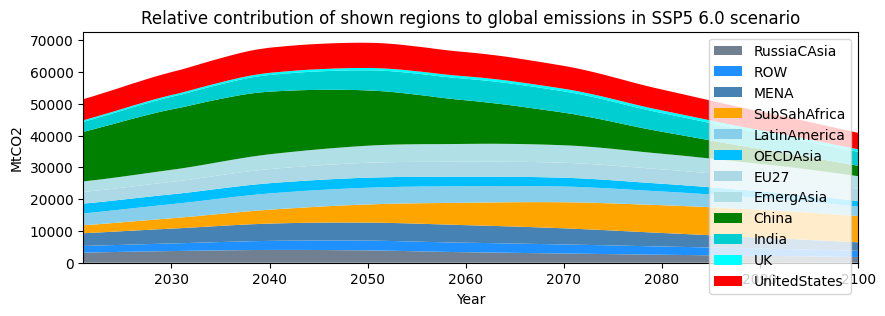 Relative contribution of shown regions to global emissions in SSP5 6.0 scenario
MtCO2
70000
60000
50000
40000
30000
20000
10000
0
2030
2040
2050
2060
2070
2080
2090
2100
Year
RussiaCAsia
ROW
MENA
SubSahAfrica
LatinAmerica
OECDAsia
EU27
EmergAsia
China
India
UK
UnitedStates